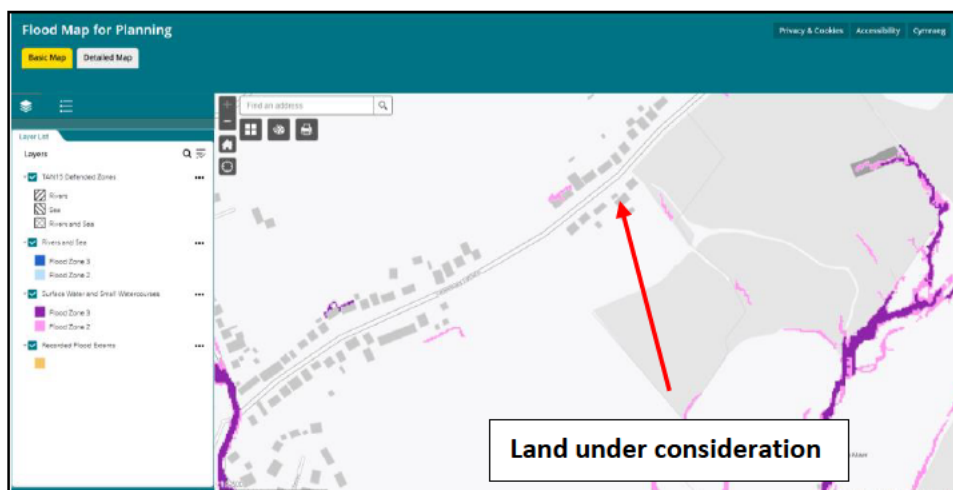 Flood Map for Planning
Privacy & Cookies Accessibility Cymraeg
Basic Map Detailed Map
Find an address
Layer List
Layers
TAN15 Defended Zones
Rivers
Sea
Rivers and Sea
Rivers and Sea
Flood Zone 3
Flood Zone 2
Surface Water and Small Watercourses
Flood Zone 3
Flood Zone 2
Recorded Flood Extents
Land under consideration